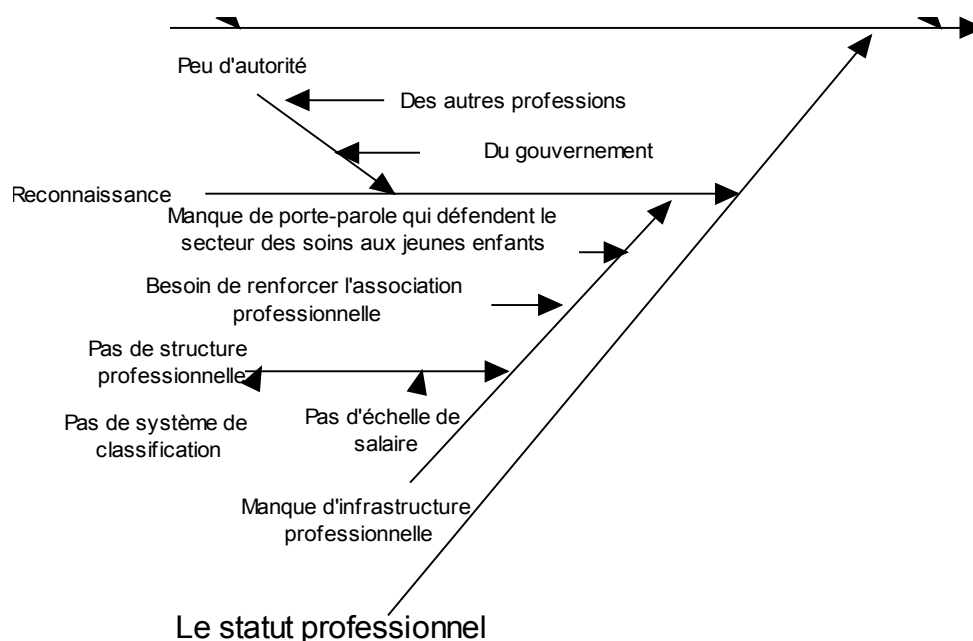 Peu d'autorité
Des autres professions
Du gouvernement
Reconnaissance
Manque de porte-parole qui défendent le
secteur des soins aux jeunes enfants
Besoin de renforcer l'association
professionnelle
Pas de structure
professionnelle
Pas de système de
classification
Pas d'échelle de
salaire
Manque d'infrastructure
professionnelle
Le statut professionnel